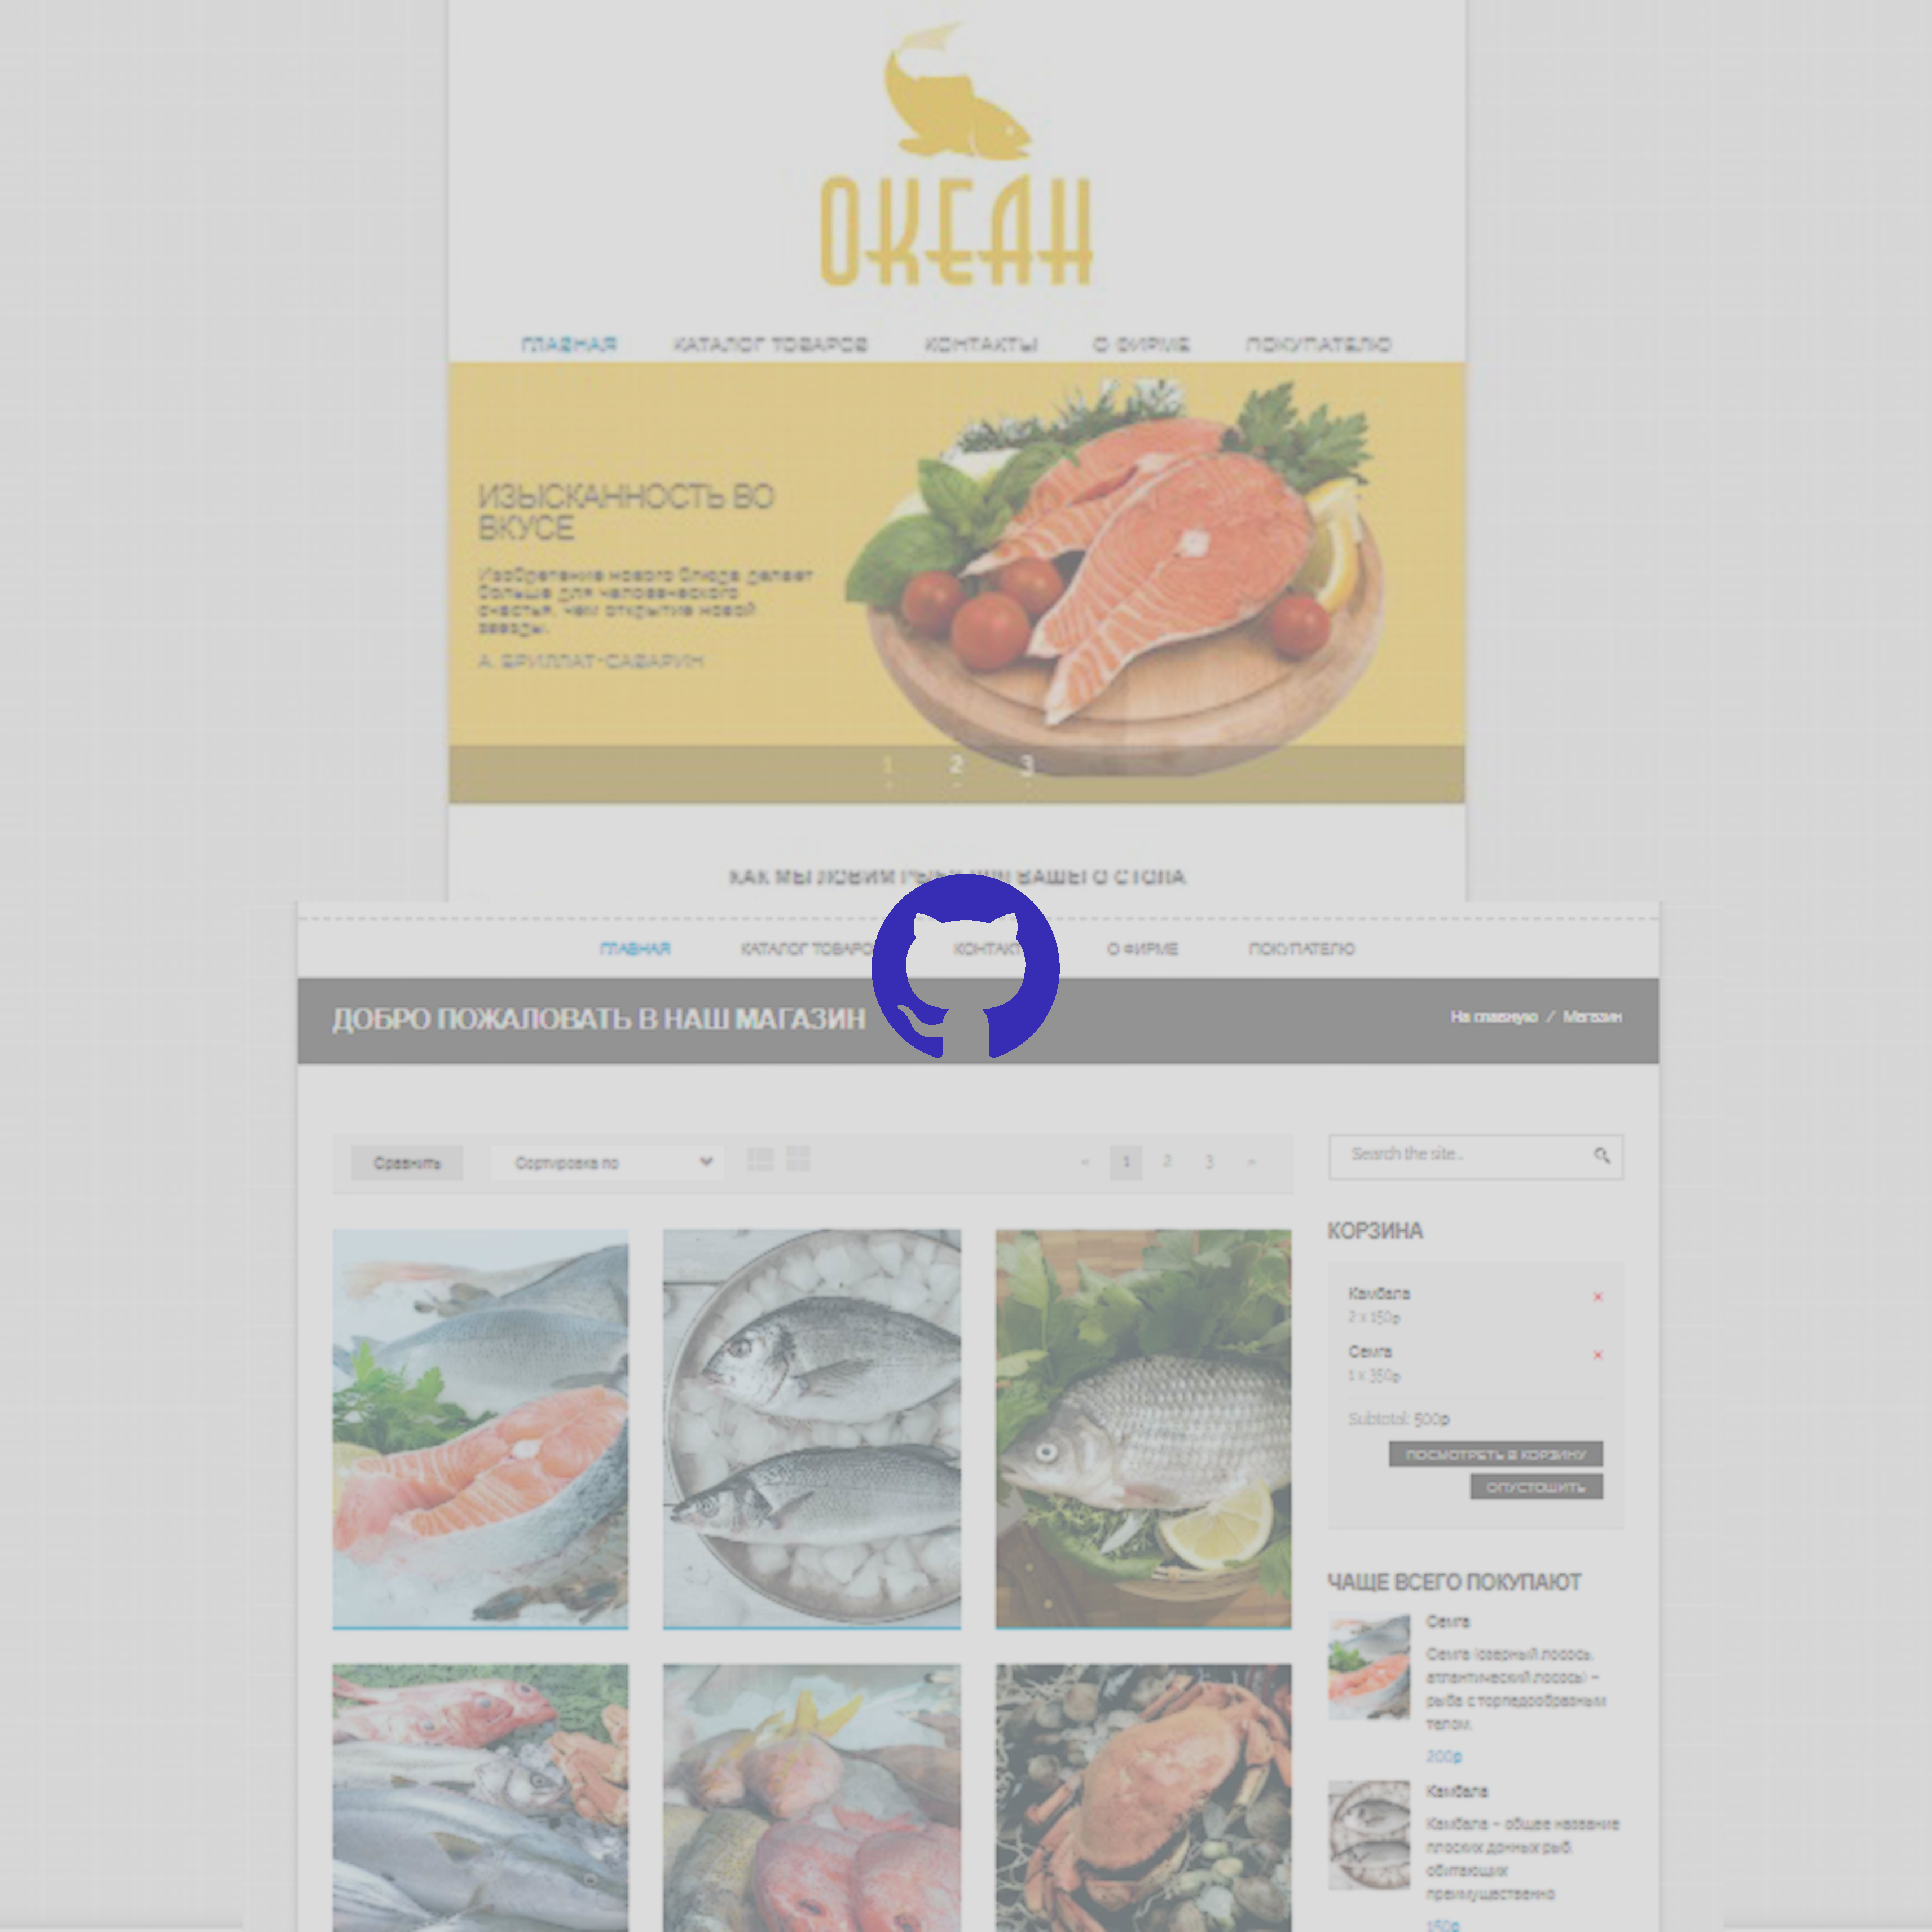 ОКЕАН
ГЛАВНАЯ КАТАЛОГ ТОВАРОВ КОНТАКТЫ О ФИРМЕ ПОКУПАТЕЛЮ
ИЗЫСКАННОСТЬ ВО
ВКУСЕ
Изобретение нового блюда делает
больше для человеческого
счастья, чем открытие новой
звезды.
А. БРИЛЛАТ-САВАРИН
1 2 3
КАК МЫ ЛОВИМ РЫБУ ДЛЯ ВАШЕГО СТОЛА
ГЛАВНАЯ КАТАЛОГ ТОВАРО КОНТАКТ О ФИРМЕ ПОКУПАТЕЛЮ
ДОБРО ПОЖАЛОВАТЬ В НАШ МАГАЗИН
На главную / Магазин
Сравнить Сортировка по « 1 2 3 »
Search the site...
КОРЗИНА
Камбала ×
2 x 150р
Семга ×
1 x 350р
Subtotal: 500р
ПОСМОТРЕТЬ В КОРЗИНУ
ОПУСТОШИТЬ
ЧАЩЕ ВСЕГО ПОКУПАЮТ
Семга
Семга (озерный лосось,
атлантический лосось) –
рыба с торпедообразным
телом.
200р
Камбала
Камбала – общее название
плоских донных рыб,
обитающих
преимущественно
150р